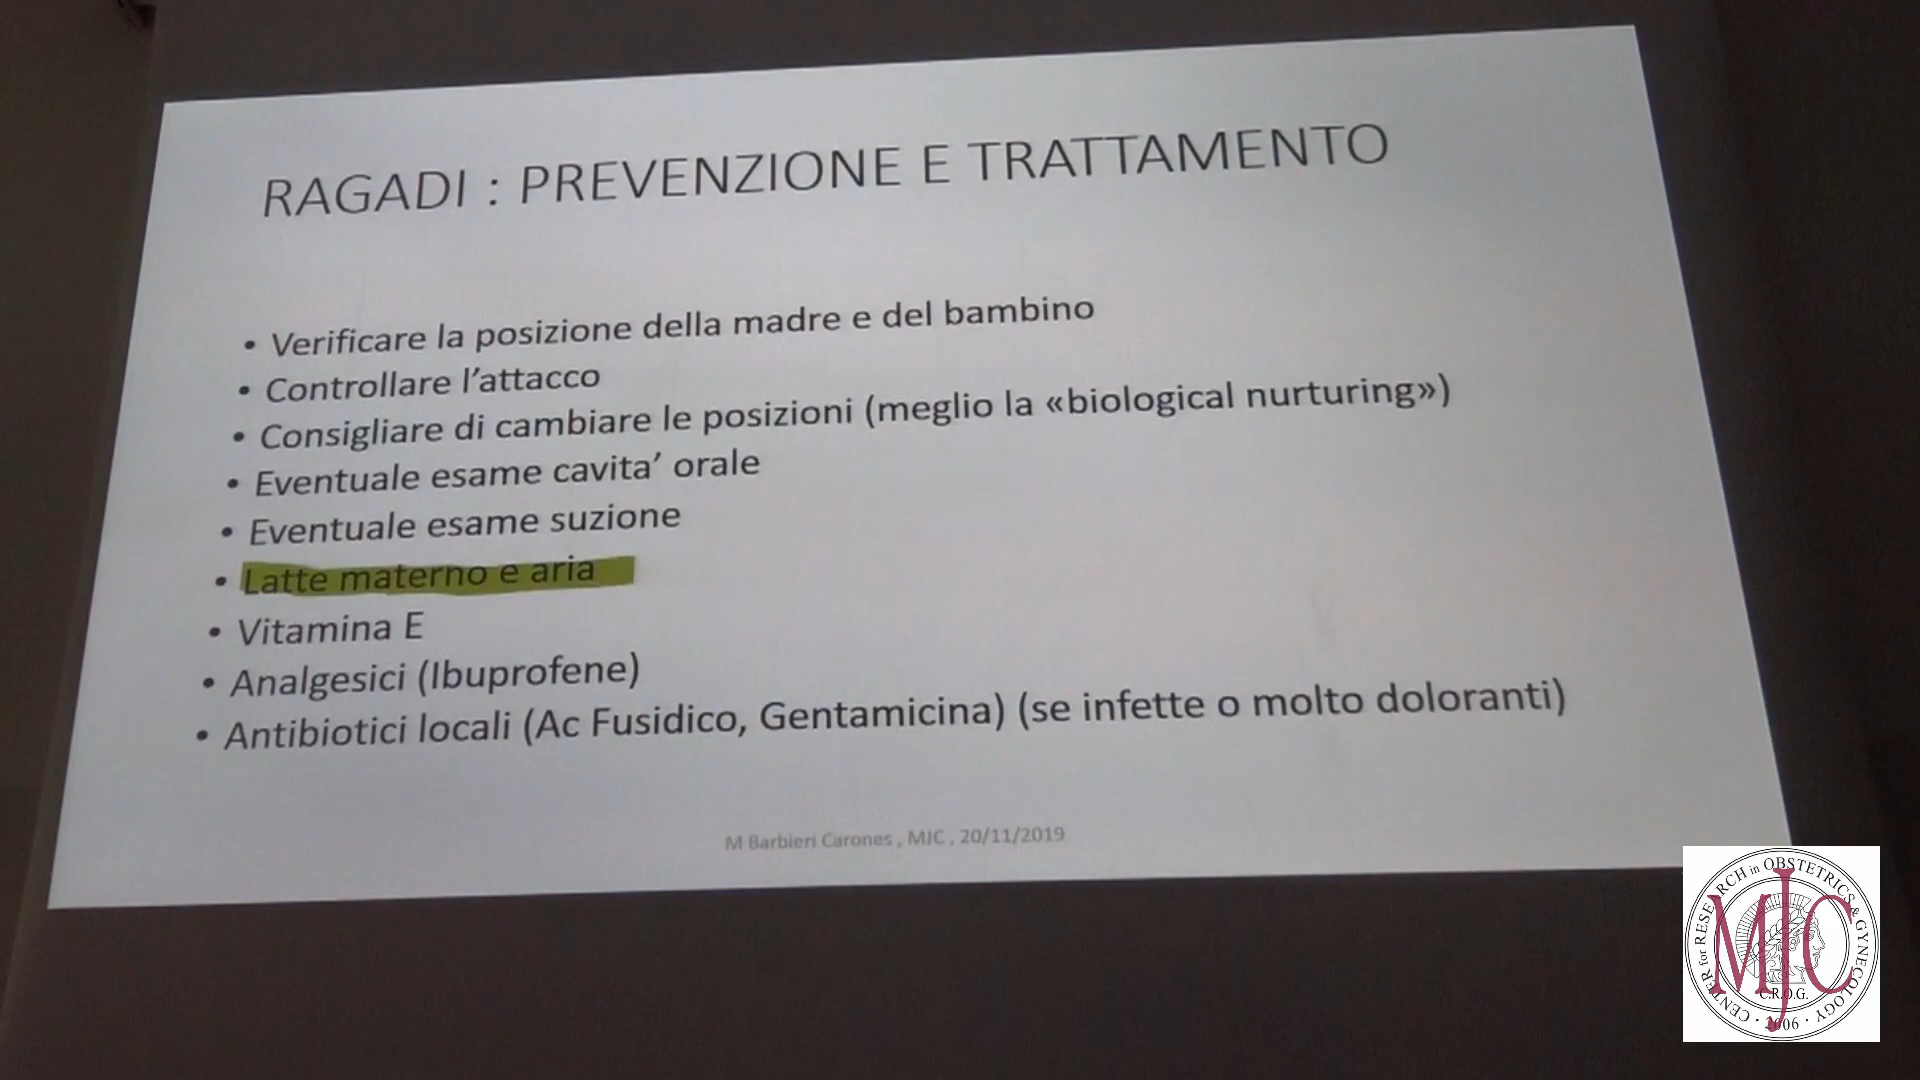 RAGADI : PREVENZIONE E TRATTAMENTO
• Verificare la posizione della madre e del bambino
• Controllare l’attacco
• Consigliare di cambiare le posizioni (meglio la «biological nurturing»)
• Eventuale esame cavita’ orale
• Eventuale esame suzione
• Latte materno e aria
• Vitamina E
• Analgesici (Ibuprofene)
• Antibiotici locali (Ac Fusidico, Gentamicina) (se infette o molto doloranti)
M Barbieri Carones , MJC , 20/11/2019
CENTER for RESEARCH in OBSTETRICS & GYNECOLOGY
MJC
C.R.O.G.
· 2006 ·